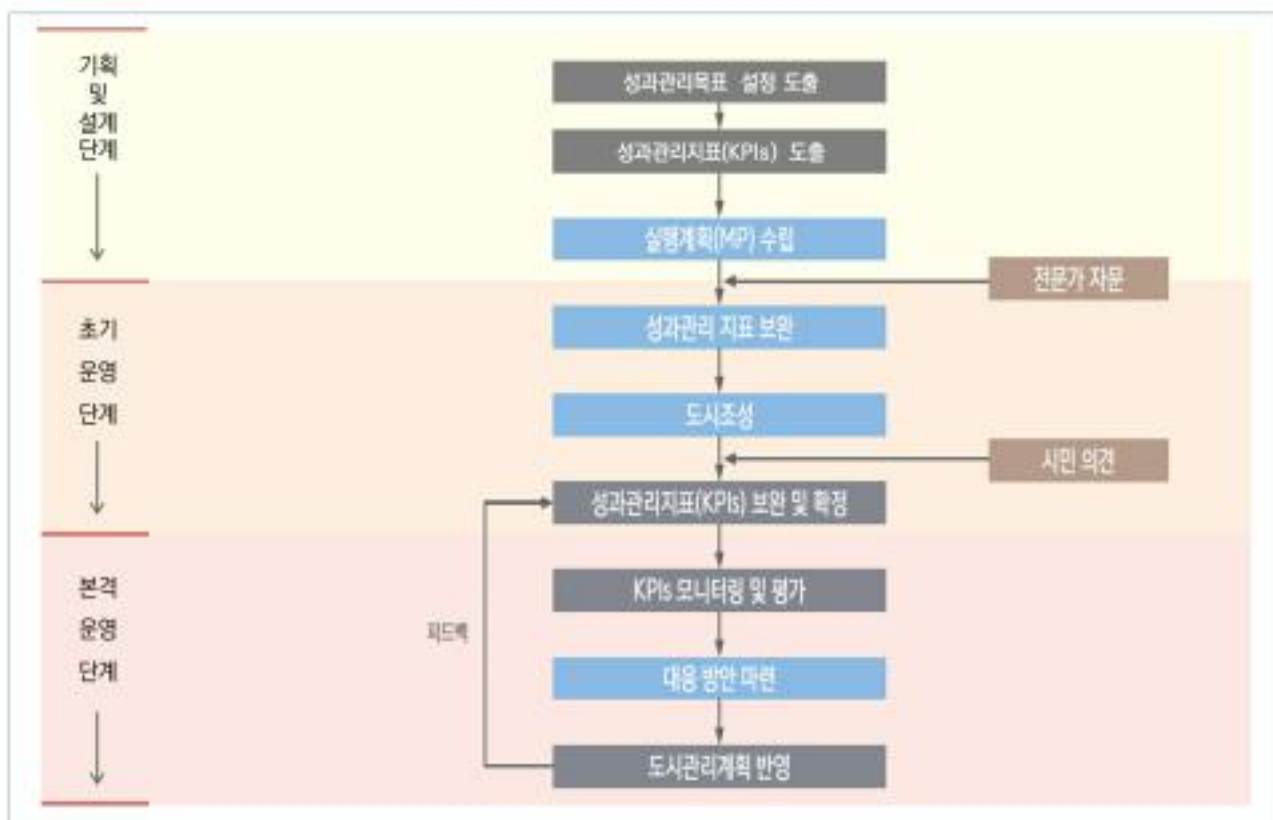 기획
및
설계
단계
성과관리목표 설정 도출
성과관리지표(KPIs) 도출
실행계획(MP) 수립
전문가 자문
초기
운영
단계
성과관리 지표 보완
도시조성
시민 의견
성과관리지표(KPIs) 보완 및 확정
본격
운영
단계
KPIs 모니터링 및 평가
피드백
대응 방안 마련
도시관리계획 반영